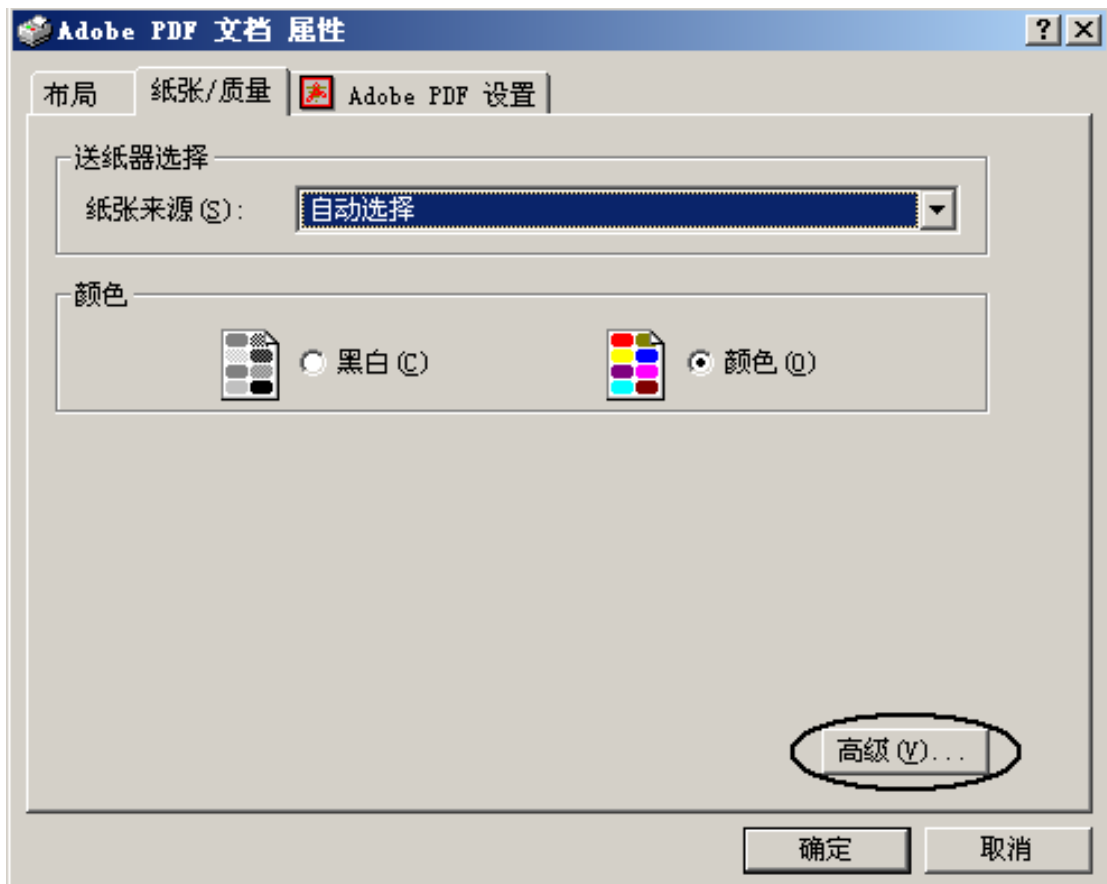 Adobe PDF 文档 属性
布局 纸张/质量 Adobe PDF 设置
送纸器选择
纸张来源(S): 自动选择
颜色
黑白(C) 颜色(O)
高级(V)...
确定 取消